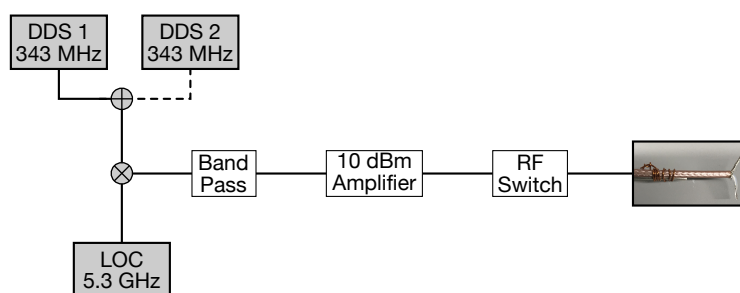 DDS 1
343 MHz
DDS 2
343 MHz
Band
Pass
10 dBm
Amplifier
RF
Switch
LOC
5.3 GHz